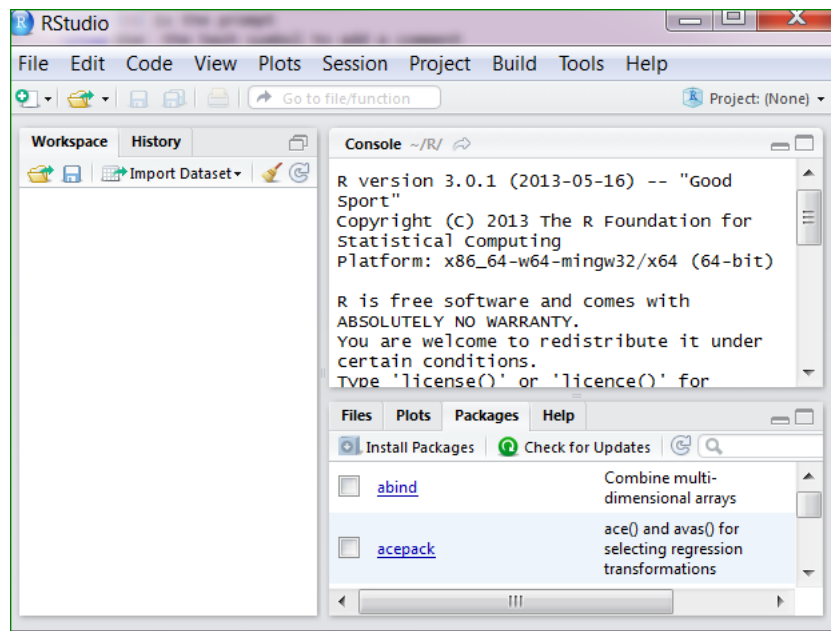 RStudio
File Edit Code View Plots Session Project Build Tools Help
Go to file/function
Project: (None)
Workspace History
Import Dataset
Console ~/R/
R version 3.0.1 (2013-05-16) -- "Good
Sport"
Copyright (C) 2013 The R Foundation for
Statistical Computing
Platform: x86_64-w64-mingw32/x64 (64-bit)
R is free software and comes with
ABSOLUTELY NO WARRANTY.
You are welcome to redistribute it under
certain conditions.
Type 'license()' or 'licence()' for
Files Plots Packages Help
Install Packages Check for Updates
abind
Combine multi-
dimensional arrays
acepack
ace() and avas() for
selecting regression
transformations